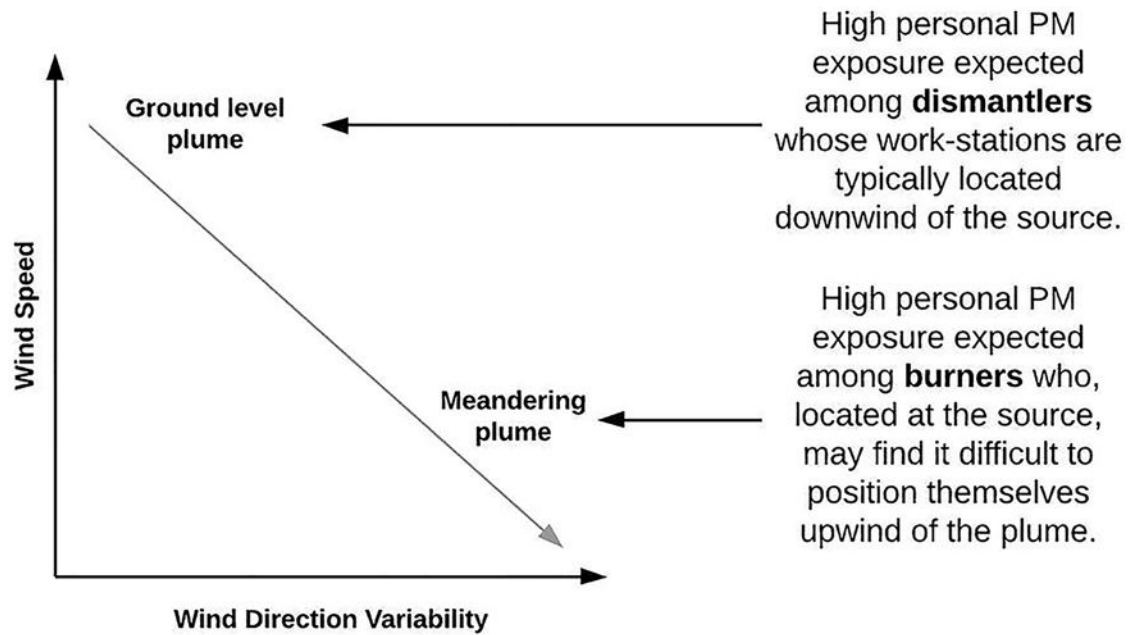 High personal PM
exposure expected
among dismantlers
whose work-stations are
typically located
downwind of the source.
Ground level
plume
Wind Speed
High personal PM
exposure expected
among burners who,
located at the source,
may find it difficult to
position themselves
upwind of the plume.
Meandering
plume
Wind Direction Variability